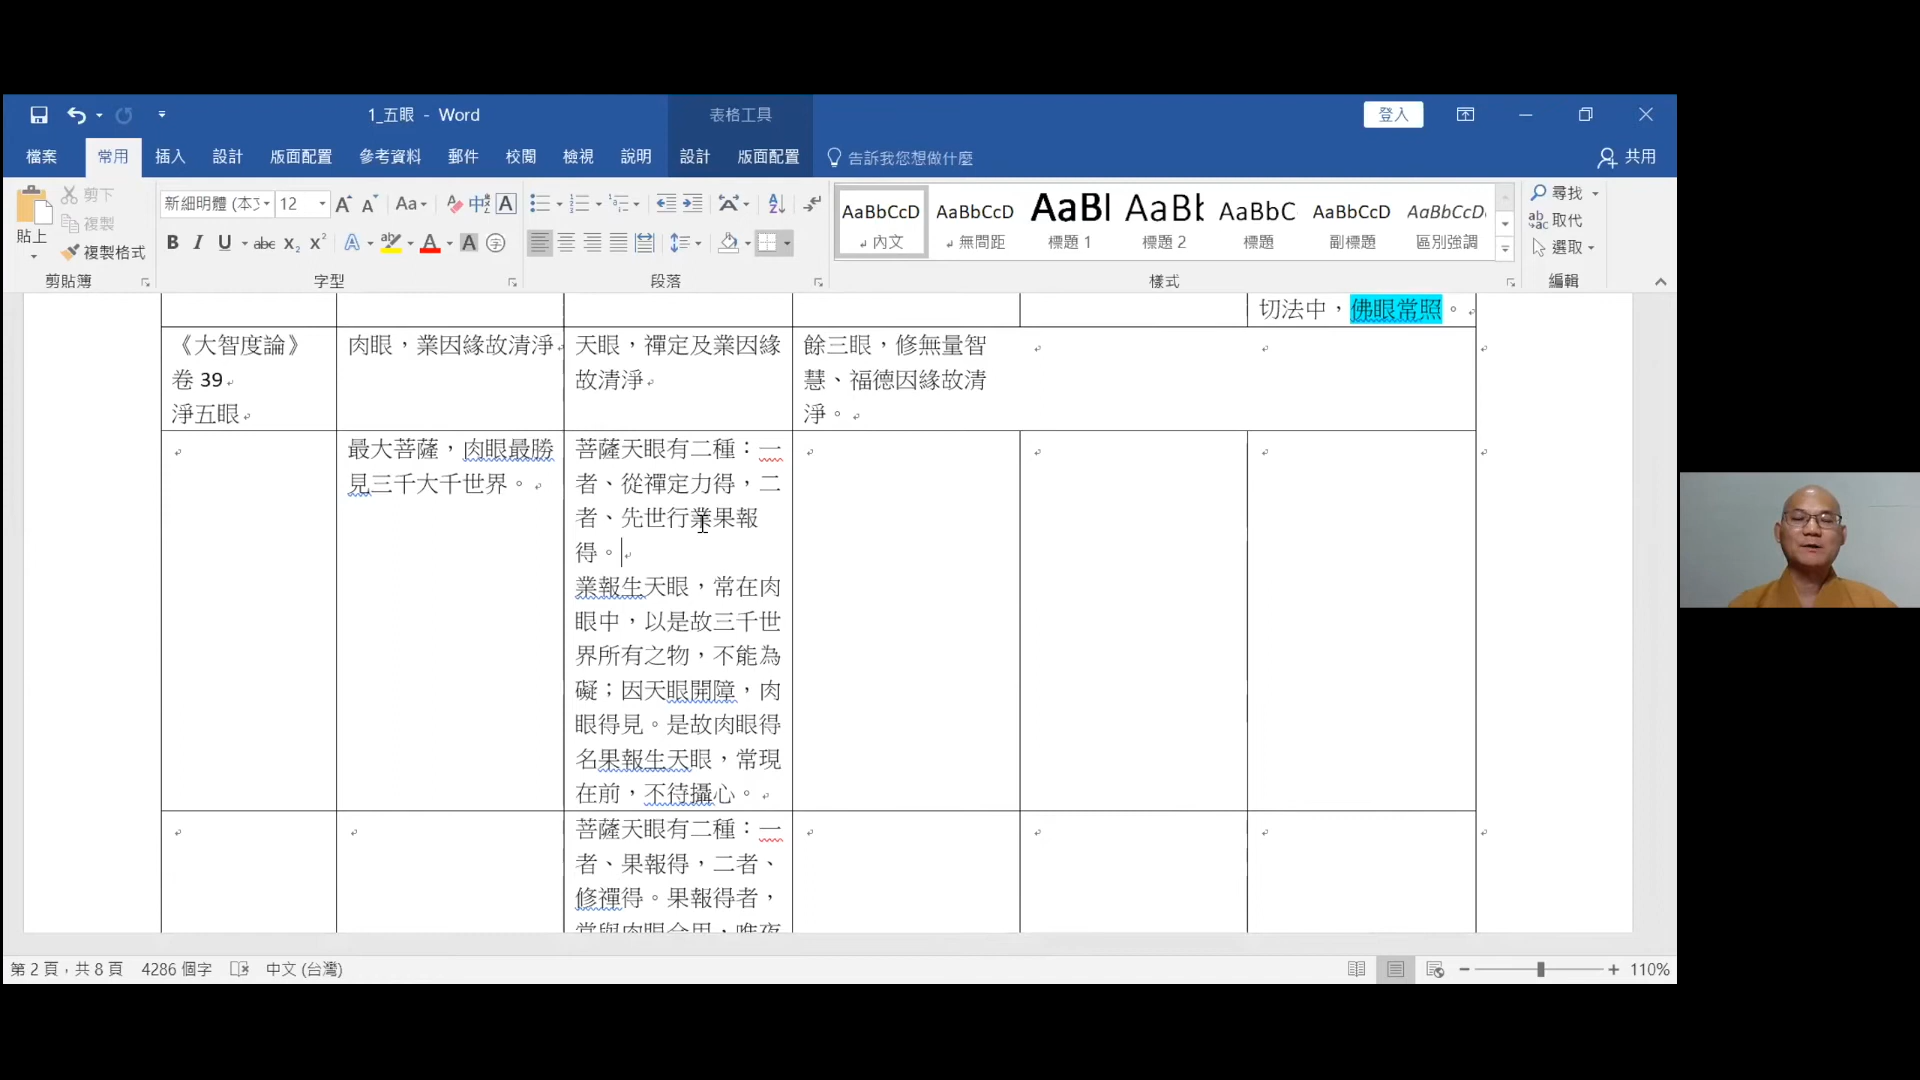 1_五眼 - Word
表格工具
登入
檔案 常用 插入 設計 版面配置 參考資料 郵件 校閱 檢視 說明 設計 版面配置 告訴我您想做什麼 共用
貼上
剪下
複製
複製格式
剪貼簿
新細明體 (本文
12
字型
段落
AaBbCcD AaBbCcD AaBl AaBb AaBbC AaBbCcD AaBbCcD
內文 無間距 標題 1 標題 2 標題 副標題 區別強調
樣式
尋找
取代
選取
編輯
切法中，佛眼常照。
《大智度論》
卷 39
淨五眼
肉眼，業因緣故清淨
天眼，禪定及業因緣
故清淨
餘三眼，修無量智
慧、福德因緣故清
淨。
最大菩薩，肉眼最勝
見三千大千世界。
菩薩天眼有二種：一
者、從禪定力得，二
者、先世行業果報
得。
業報生天眼，常在肉
眼中，以是故三千世
界所有之物，不能為
礙；因天眼開障，肉
眼得見。是故肉眼得
名果報生天眼，常現
在前，不待攝心。
菩薩天眼有二種：一
者、果報得，二者、
修禪得。果報得者，
常與肉眼合用，唯夜
第 2 頁，共 8 頁 4286 個字 中文 (台灣) 110%